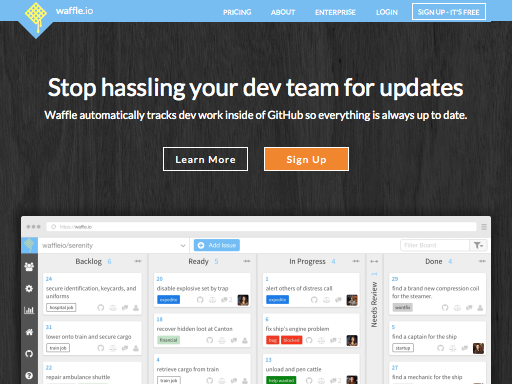 waffle.io PRICING ABOUT ENTERPRISE LOGIN SIGN UP - IT'S FREE
Stop hassling your dev team for updates
Waffle automatically tracks dev work inside of GitHub so everything is always up to date.
Learn More Sign Up
https://waffle.io
waffleio/serenity Add Issue Filter Board
Backlog 6 Ready 5 In Progress 4 Done 4
24
secure identification, keycards, and
uniforms
hospital job
31
lower onto train and secure cargo
train job
22
repair ambulance shuttle
20
disable explosive set by trap
expedite 2
18
recover hidden loot at Canton
financial
14
retrieve cargo from train
train job
1
alert others of distress call
expedite
6
fix ship's engine problem
bug blocked 2
13
unload and pen cattle
help wanted
Needs Review
29
find a brand new compression coil
for the steamer.
wontfix
5
find a captain for the ship
startup
9
find a mechanic for the ship